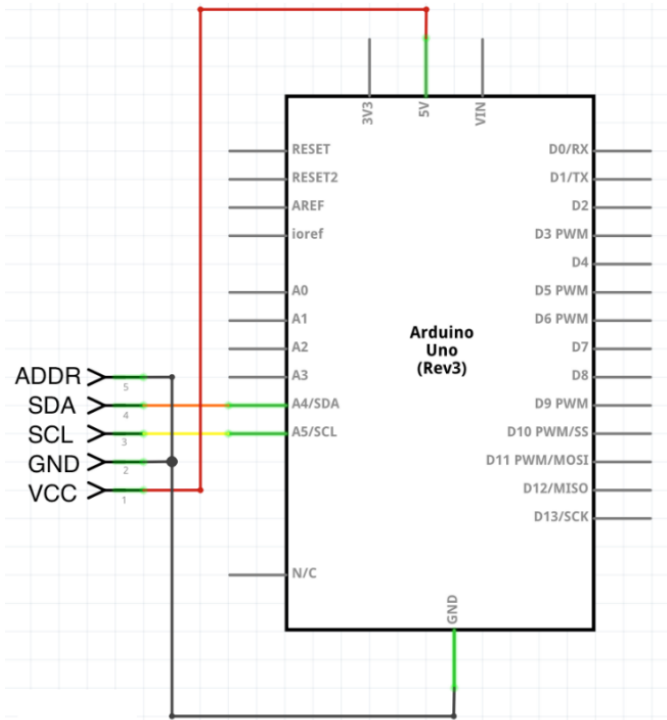 3V3
5V
VIN
RESET
D0/RX
RESET2
D1/TX
AREF
D2
ioref
D3 PWM
D4
A0
D5 PWM
A1
D6 PWM
Arduino
Uno
(Rev3)
A2
D7
A3
D8
ADDR
5
SDA
4
A4/SDA
D9 PWM
SCL
3
A5/SCL
D10 PWM/SS
GND
2
D11 PWM/MOSI
VCC
1
D12/MISO
D13/SCK
N/C
GND